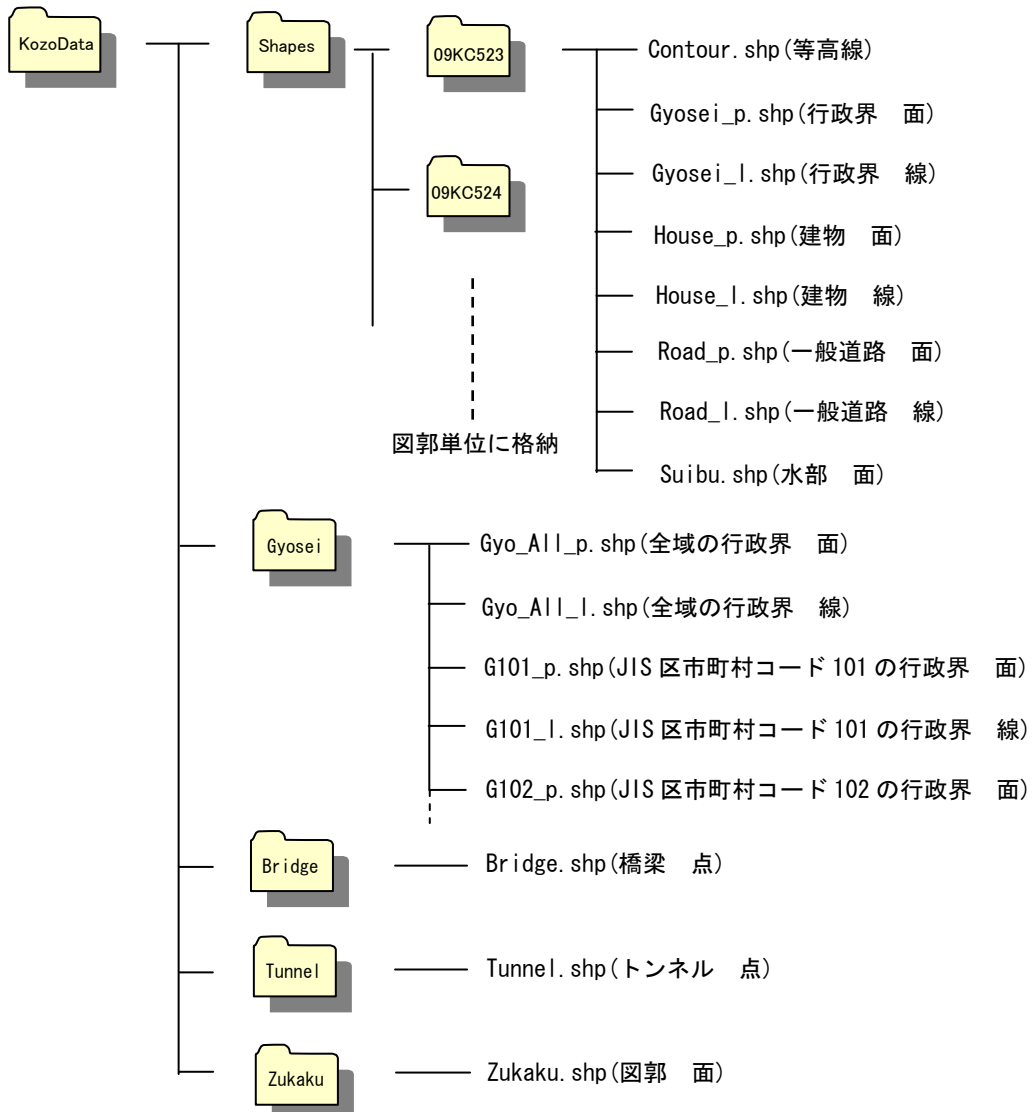 KozoData
Shapes
09KC523
Contour.shp(等高線)
Gyosei_p.shp(行政界　面)
Gyosei_l.shp(行政界　線)
09KC524
House_p.shp(建物　面)
House_l.shp(建物　線)
Road_p.shp(一般道路　面)
Road_l.shp(一般道路　線)
図郭単位に格納
Suibu.shp(水部　面)
Gyosei
Gyo_All_p.shp(全域の行政界　面)
Gyo_All_l.shp(全域の行政界　線)
G101_p.shp(JIS区市町村コード101の行政界　面)
G101_l.shp(JIS区市町村コード101の行政界　線)
G102_p.shp(JIS区市町村コード102の行政界　面)
Bridge
Bridge.shp(橋梁　点)
Tunnel
Tunnel.shp(トンネル　点)
Zukaku
Zukaku.shp(図郭　面)